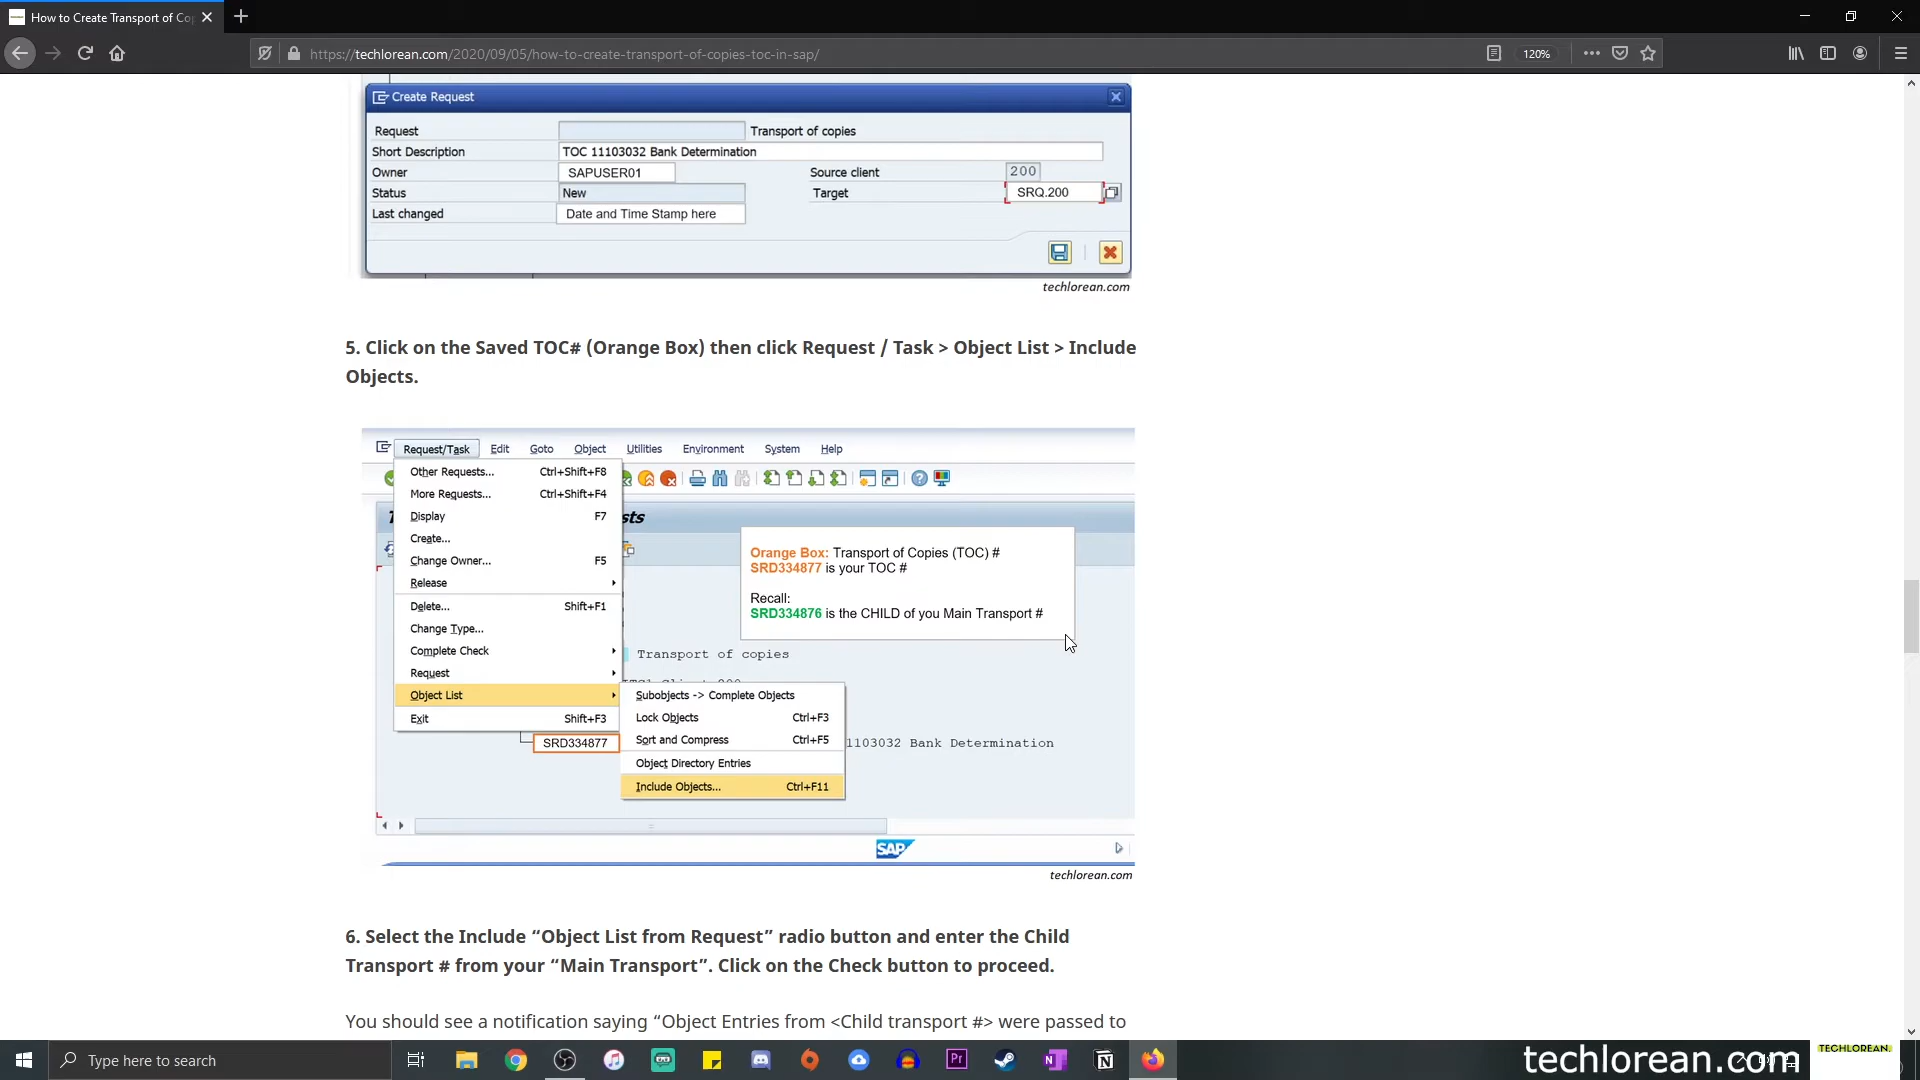 How to Create Transport of Co
https://techlorean.com/2020/09/05/how-to-create-transport-of-copies-toc-in-sap/
120%
Create Request
Request Transport of copies
Short Description TOC 11103032 Bank Determination
Owner SAPUSER01 Source client 200
Status New Target SRQ.200
Last changed Date and Time Stamp here
techlorean.com
5. Click on the Saved TOC# (Orange Box) then click Request / Task > Object List > Include
Objects.
Request/Task Edit Goto Object Utilities Environment System Help
Other Requests... Ctrl+Shift+F8
More Requests... Ctrl+Shift+F4
Display F7
Create...
Change Owner... F5
Release
Delete... Shift+F1
Change Type...
Complete Check
Request
Object List
Exit Shift+F3
sts
Orange Box: Transport of Copies (TOC) #
SRD334877 is your TOC #
Recall:
SRD334876 is the CHILD of you Main Transport #
Transport of copies
Subobjects -> Complete Objects
Lock Objects Ctrl+F3
Sort and Compress Ctrl+F5
Object Directory Entries
Include Objects... Ctrl+F11
SRD334877
1103032 Bank Determination
SAP
techlorean.com
6. Select the Include “Object List from Request” radio button and enter the Child
Transport # from your “Main Transport”. Click on the Check button to proceed.
You should see a notification saying “Object Entries from <Child transport #> were passed to
Type here to search
Pr
techlorean.com
TECHLOREAN.